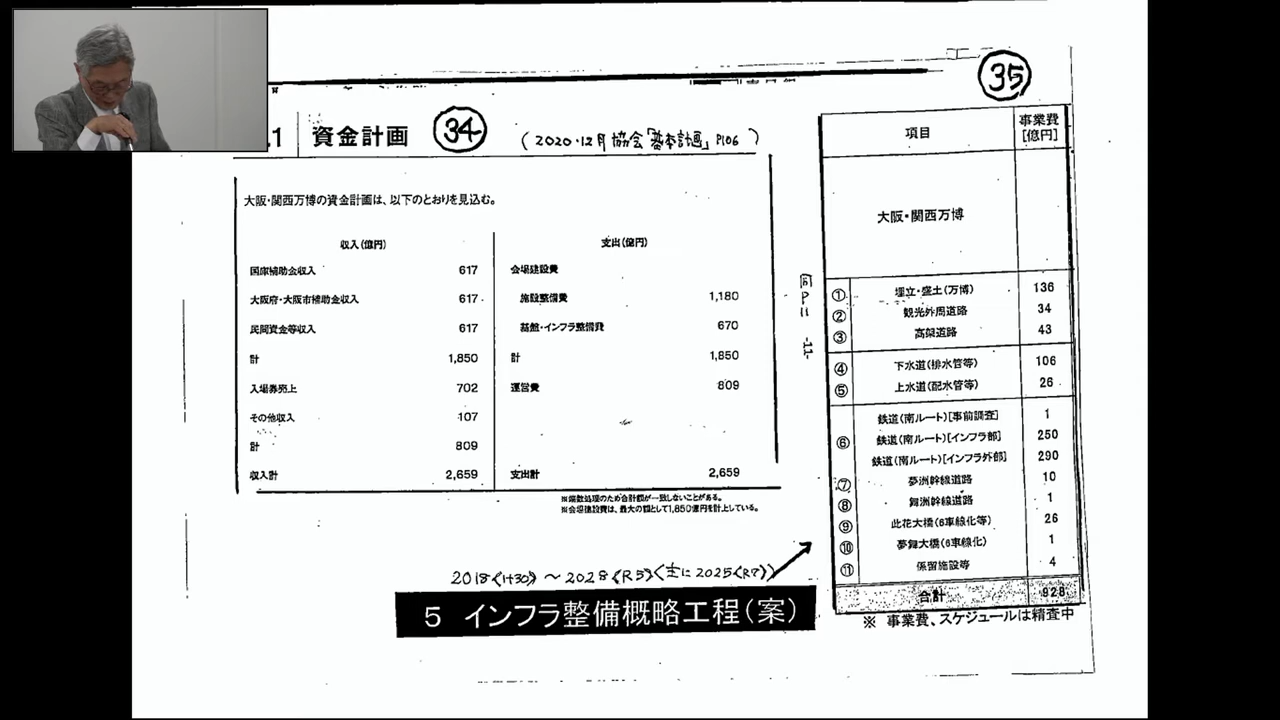 35
.1 資金計画 34 (2020.12月 協会「基本計画」P106)
大阪・関西万博の資金計画は、以下のとおりを見込む。
収入(億円)
国庫補助金収入 617
大阪府・大阪市補助金収入 617
民間資金等収入 617
計 1,850
入場券売上 702
その他収入 107
計 809
収入計 2,659
支出(億円)
会場建設費
施設整備費 1,180
基盤・インフラ整備費 670
計 1,850
運営費 809
支出計 2,659
※端数処理のため合計額が一致しないことがある。
※会場建設費は、最大の額として1,850億円を計上している。
-11-
項目 事業費[億円]
大阪・関西万博
① 埋立・盛土(万博) 136
② 観光外周道路 34
③ 高架道路 43
④ 下水道(排水管等) 106
⑤ 上水道(配水管等) 26
鉄道(南ルート)[事前調査] 1
⑥ 鉄道(南ルート)[インフラ部] 250
鉄道(南ルート)[インフラ外部] 290
⑦ 夢洲幹線道路 10
⑧ 舞洲幹線道路 1
⑨ 此花大橋(6車線化等) 26
⑩ 夢舞大橋(6車線化) 1
⑪ 係留施設等 4
合計 928
※ 事業費、スケジュールは精査中
2018(H30)～2028(R5)(主に2025(R7))
5 インフラ整備概略工程(案)